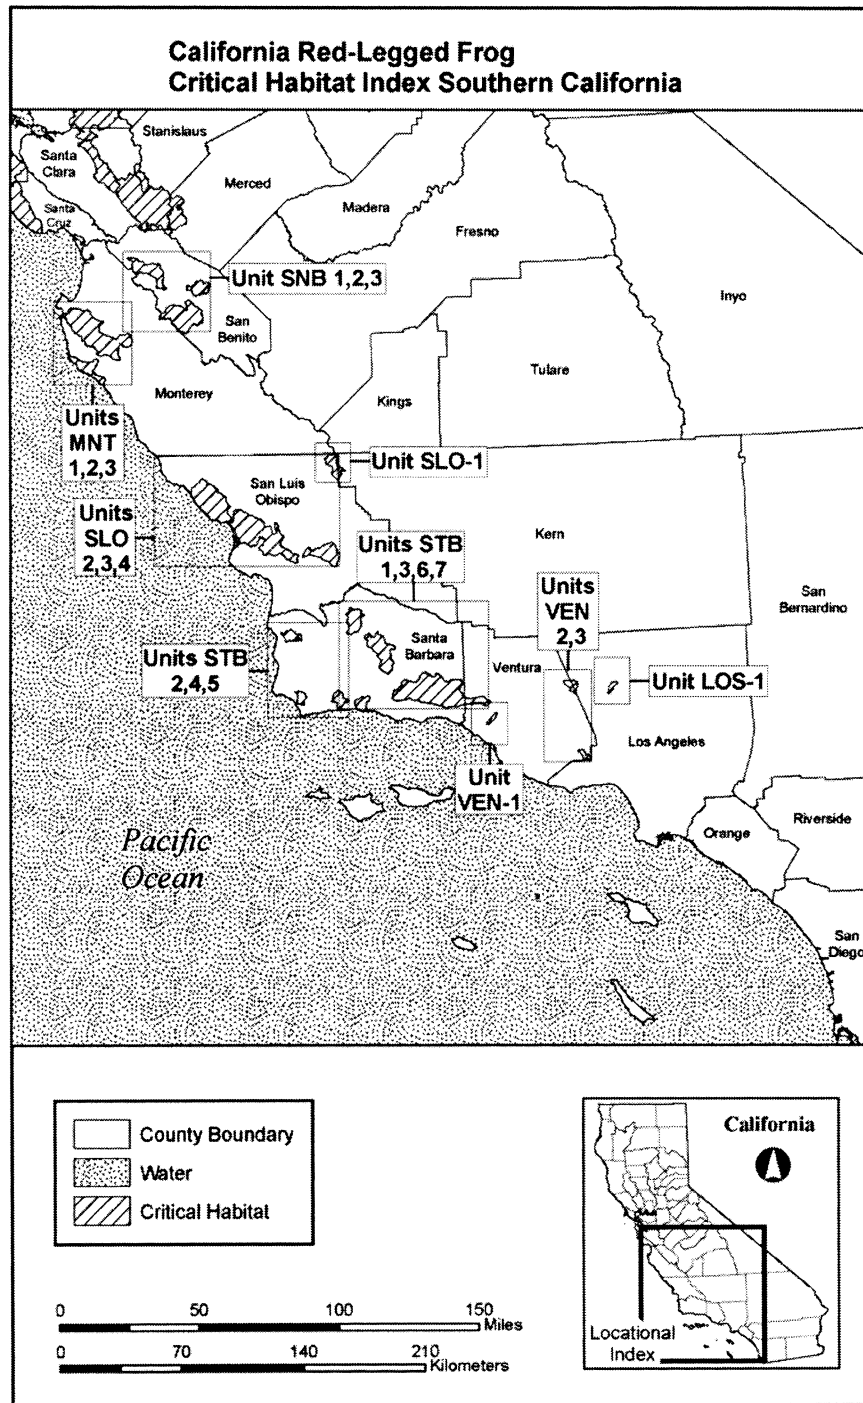 California Red-Legged Frog
Critical Habitat Index Southern California
Stanislaus
Santa
Clara
Merced
Santa
Cruz
Madera
Fresno
Unit SNB 1,2,3
Inyo
San
Benito
Tulare
Monterey
Kings
Units
MNT
1,2,3
Unit SLO-1
San Luis
Obispo
Units
SLO
2,3,4
Kern
Units STB
1,3,6,7
Units
VEN
2,3
San
Bernardino
Santa
Barbara
Units STB
2,4,5
Ventura
Unit LOS-1
Los Angeles
Unit
VEN-1
Riverside
Orange
Pacific
Ocean
San
Diego
County Boundary
Water
Critical Habitat
California
Locational
Index
0 50 100 150
Miles
0 70 140 210
Kilometers